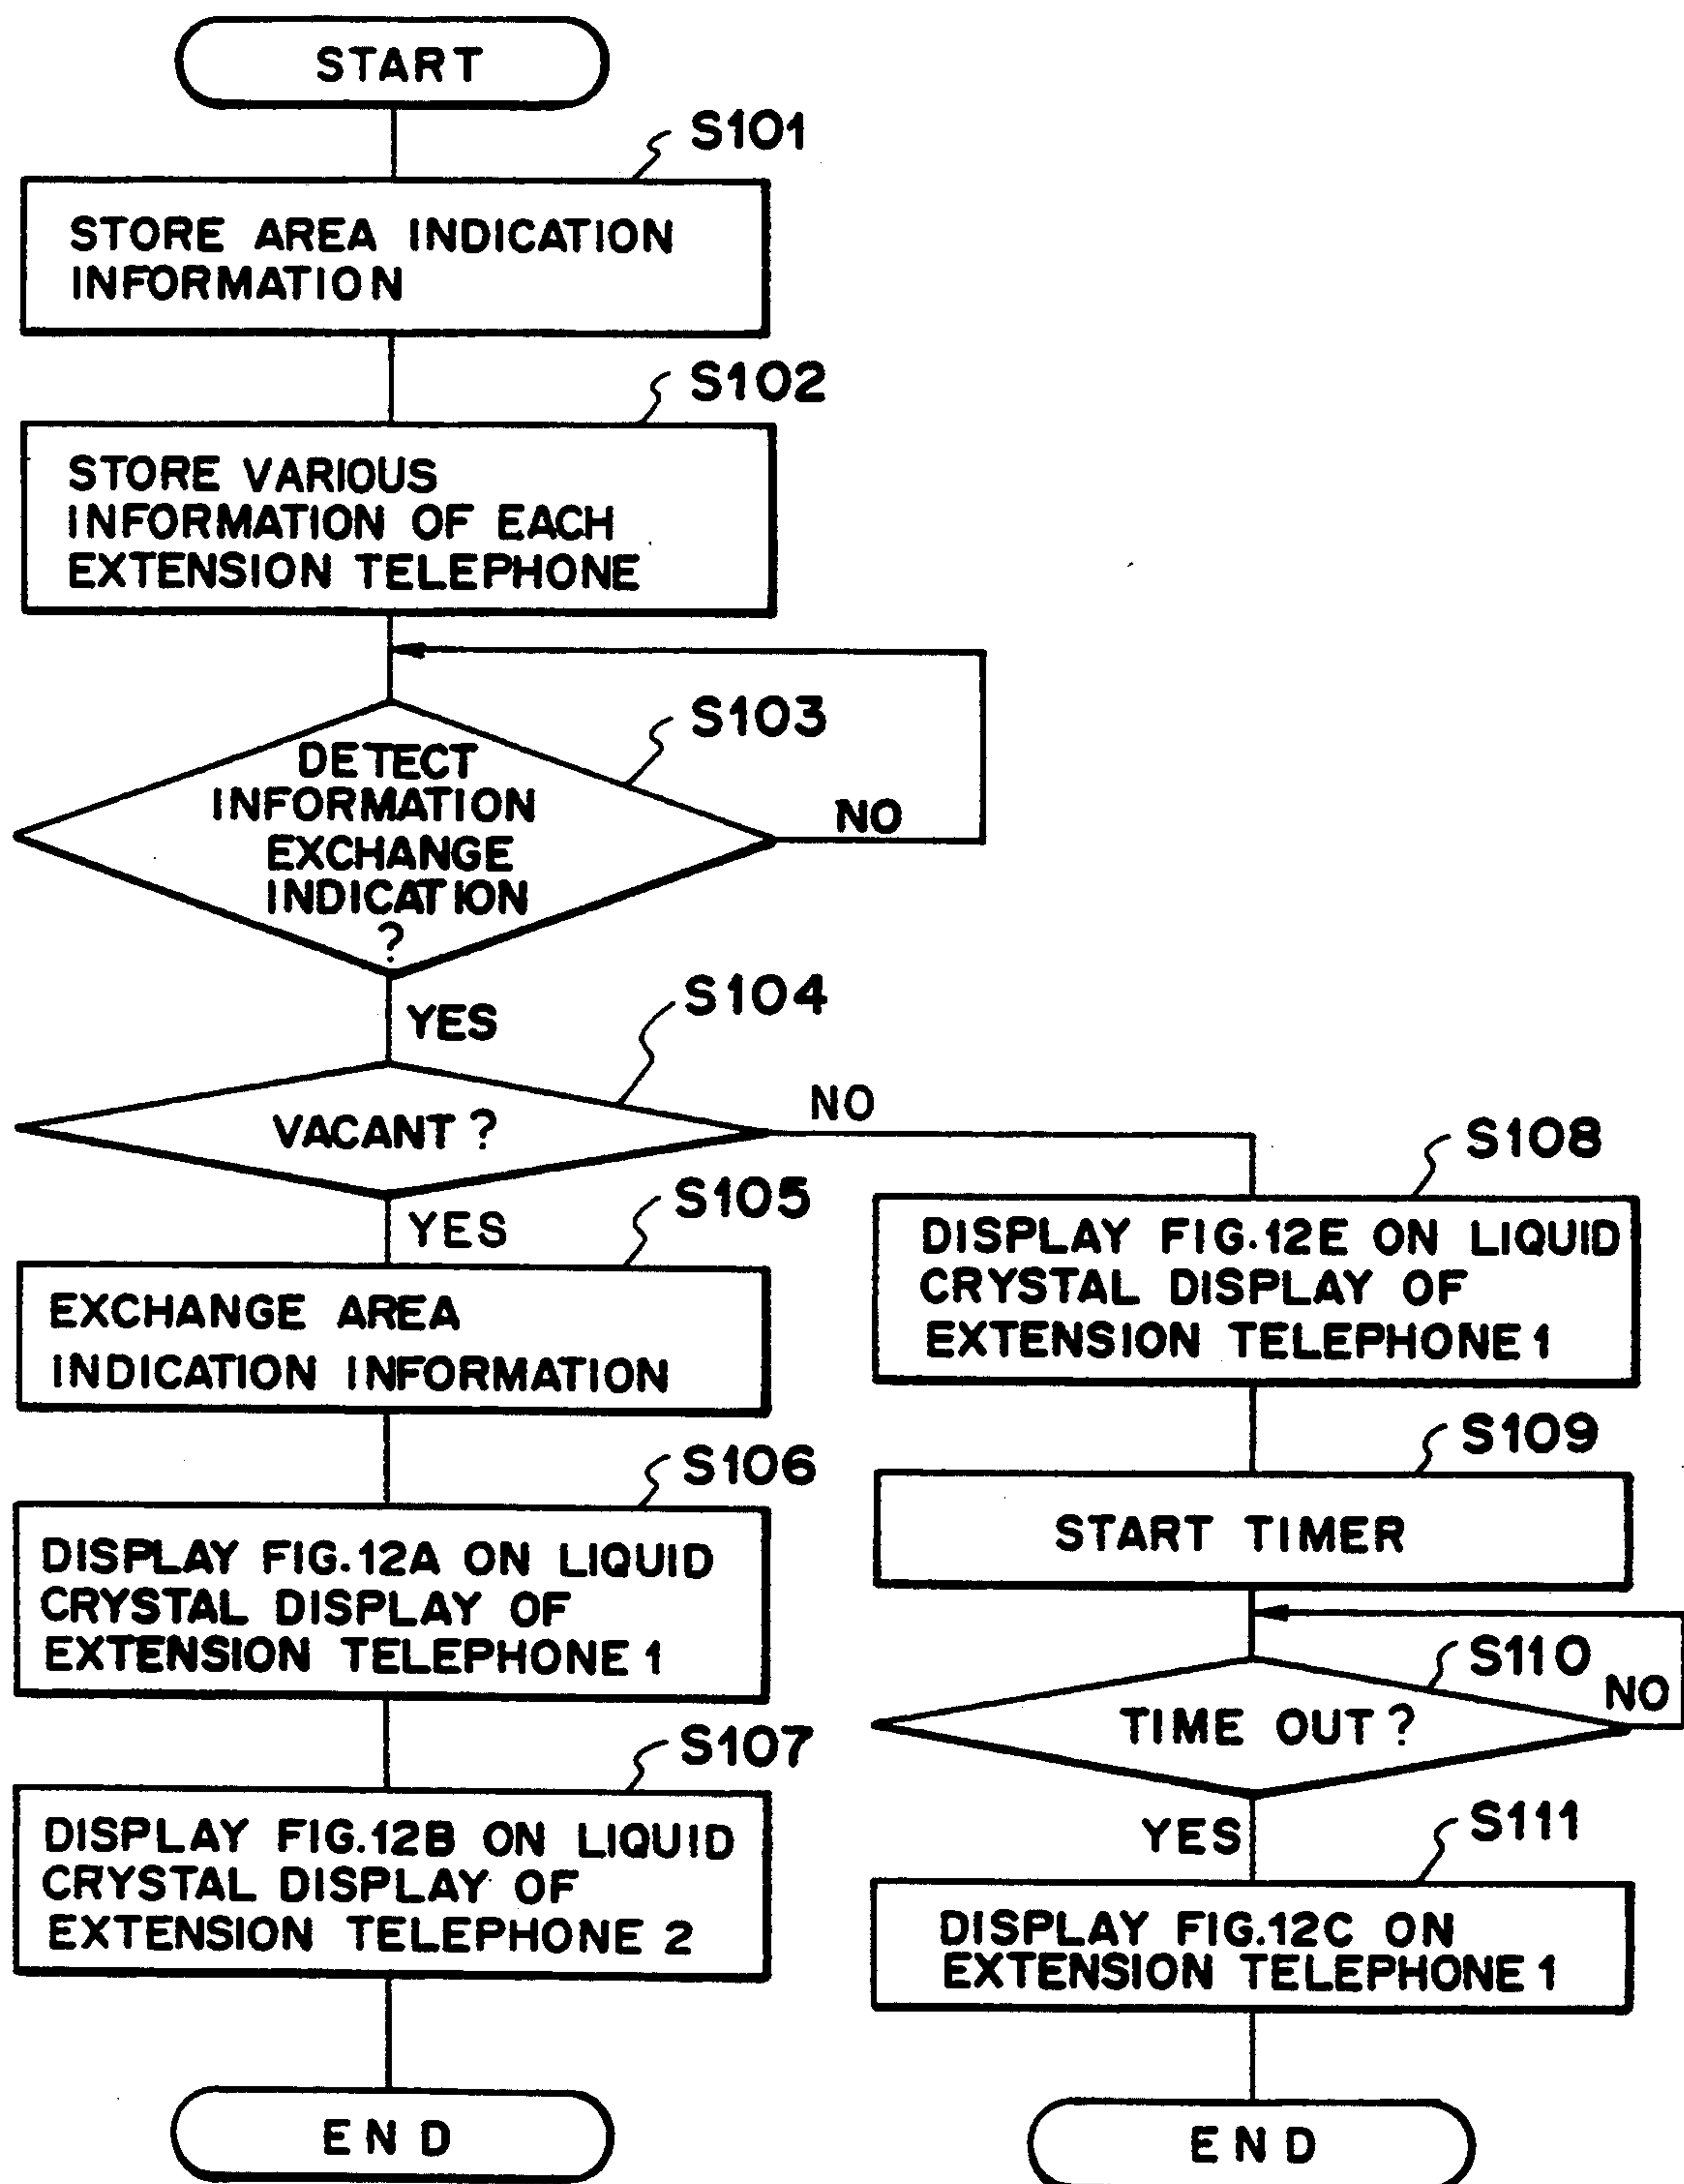 START
S101
STORE AREA INDICATION
INFORMATION
S102
STORE VARIOUS
INFORMATION OF EACH
EXTENSION TELEPHONE
S103
DETECT
INFORMATION
EXCHANGE
INDICATION
?
NO
YES
S104
VACANT ?
NO
YES
S105
EXCHANGE AREA
INDICATION INFORMATION
S106
DISPLAY FIG.12A ON LIQUID
CRYSTAL DISPLAY OF
EXTENSION TELEPHONE 1
S107
DISPLAY FIG.12B ON LIQUID
CRYSTAL DISPLAY OF
EXTENSION TELEPHONE 2
END
S108
DISPLAY FIG.12E ON LIQUID
CRYSTAL DISPLAY OF
EXTENSION TELEPHONE 1
S109
START TIMER
S110
NO
TIME OUT ?
YES
S111
DISPLAY FIG.12C ON
EXTENSION TELEPHONE 1
END